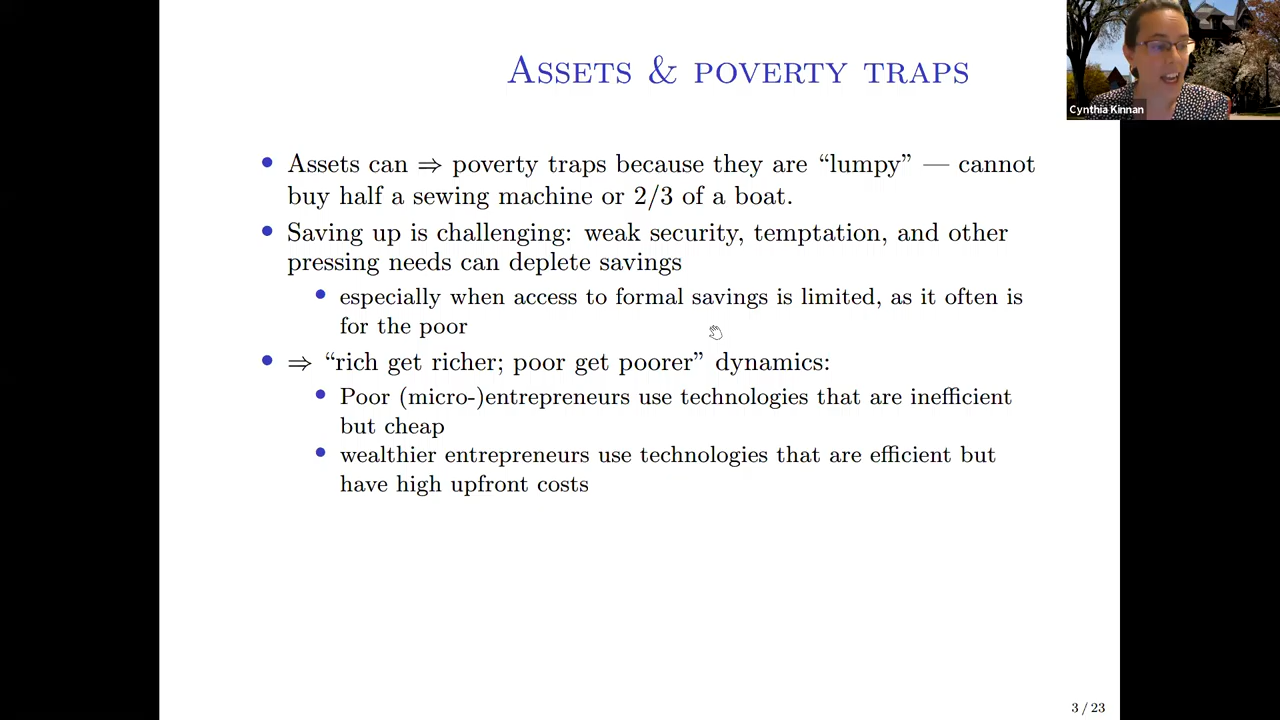 ASSETS & POVERTY TRAPS
Cynthia Kinnan
• Assets can ⇒ poverty traps because they are “lumpy” — cannot
buy half a sewing machine or 2/3 of a boat.
• Saving up is challenging: weak security, temptation, and other
pressing needs can deplete savings
• especially when access to formal savings is limited, as it often is
for the poor
• ⇒ “rich get richer; poor get poorer” dynamics:
• Poor (micro-)entrepreneurs use technologies that are inefficient
but cheap
• wealthier entrepreneurs use technologies that are efficient but
have high upfront costs
3 / 23